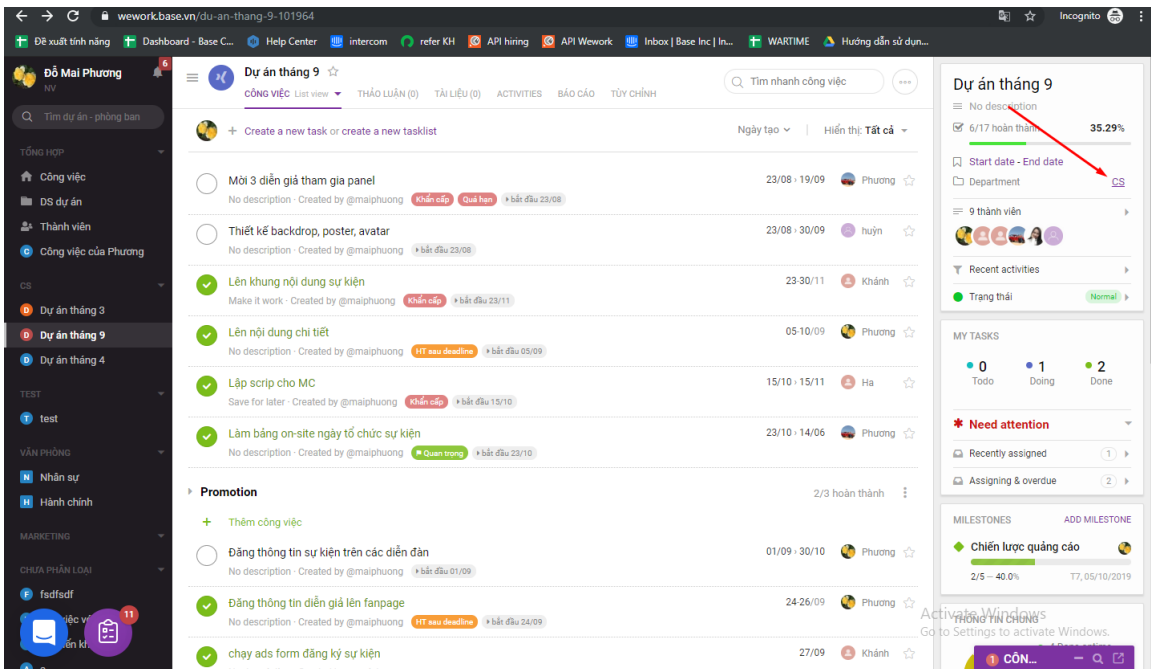 wework.base.vn/du-an-thang-9-101964
Incognito
Đề xuất tính năng
Dashboard - Base C...
Help Center
intercom
refer KH
API hiring
API Wework
Inbox | Base Inc | In...
WARTIME
Hướng dẫn sử dụn...
Đỗ Mai Phương
NV
6
Tìm dự án - phòng ban
TỔNG HỢP
Công việc
DS dự án
Thành viên
C Công việc của Phương
CS
D Dự án tháng 3
D Dự án tháng 9
D Dự án tháng 4
TEST
T test
VĂN PHÒNG
N Nhân sự
H Hành chính
MARKETING
CHƯA PHÂN LOẠI
F fsdfsdf
11
Dự án tháng 9
CÔNG VIỆC List view
THẢO LUẬN (0)
TÀI LIỆU (0)
ACTIVITIES
BÁO CÁO
TÙY CHỈNH
Tìm nhanh công việc
+ Create a new task or create a new tasklist
Ngày tạo
Hiển thị: Tất cả
Mời 3 diễn giả tham gia panel
23/08 › 19/09 Phương
No description · Created by @maiphuong Khẩn cấp Quá hạn bắt đầu 23/08
Thiết kế backdrop, poster, avatar
23/08 › 30/09 huỳn
No description · Created by @maiphuong bắt đầu 23/08
Lên khung nội dung sự kiện
23-30/11 Khánh
Make it work · Created by @maiphuong Khẩn cấp bắt đầu 23/11
Lên nội dung chi tiết
05-10/09 Phương
No description · Created by @maiphuong HT sau deadline bắt đầu 05/09
Lập scrip cho MC
15/10 › 15/11 Ha
Save for later · Created by @maiphuong Khẩn cấp bắt đầu 15/10
Làm bảng on-site ngày tổ chức sự kiện
23/10 › 14/06 Phương
No description · Created by @maiphuong Quan trọng bắt đầu 23/10
Promotion
2/3 hoàn thành
+ Thêm công việc
Đăng thông tin sự kiện trên các diễn đàn
01/09 › 30/10 Phương
No description · Created by @maiphuong bắt đầu 01/09
Đăng thông tin diễn giả lên fanpage
24-26/09 Phương
No description · Created by @maiphuong HT sau deadline bắt đầu 24/09
chạy ads form đăng ký sự kiện
27/09 Khánh
Dự án tháng 9
No description
6/17 hoàn thành 35.29%
Start date - End date
Department CS
9 thành viên
Recent activities
Trạng thái Normal
MY TASKS
0 1 2
Todo Doing Done
Need attention
Recently assigned 1
Assigning & overdue 2
MILESTONES ADD MILESTONE
Chiến lược quảng cáo
2/5 — 40.0% T7, 05/10/2019
THÔNG TIN CHUNG
Activate Windows
Go to Settings to activate Windows.
1 CÔN...